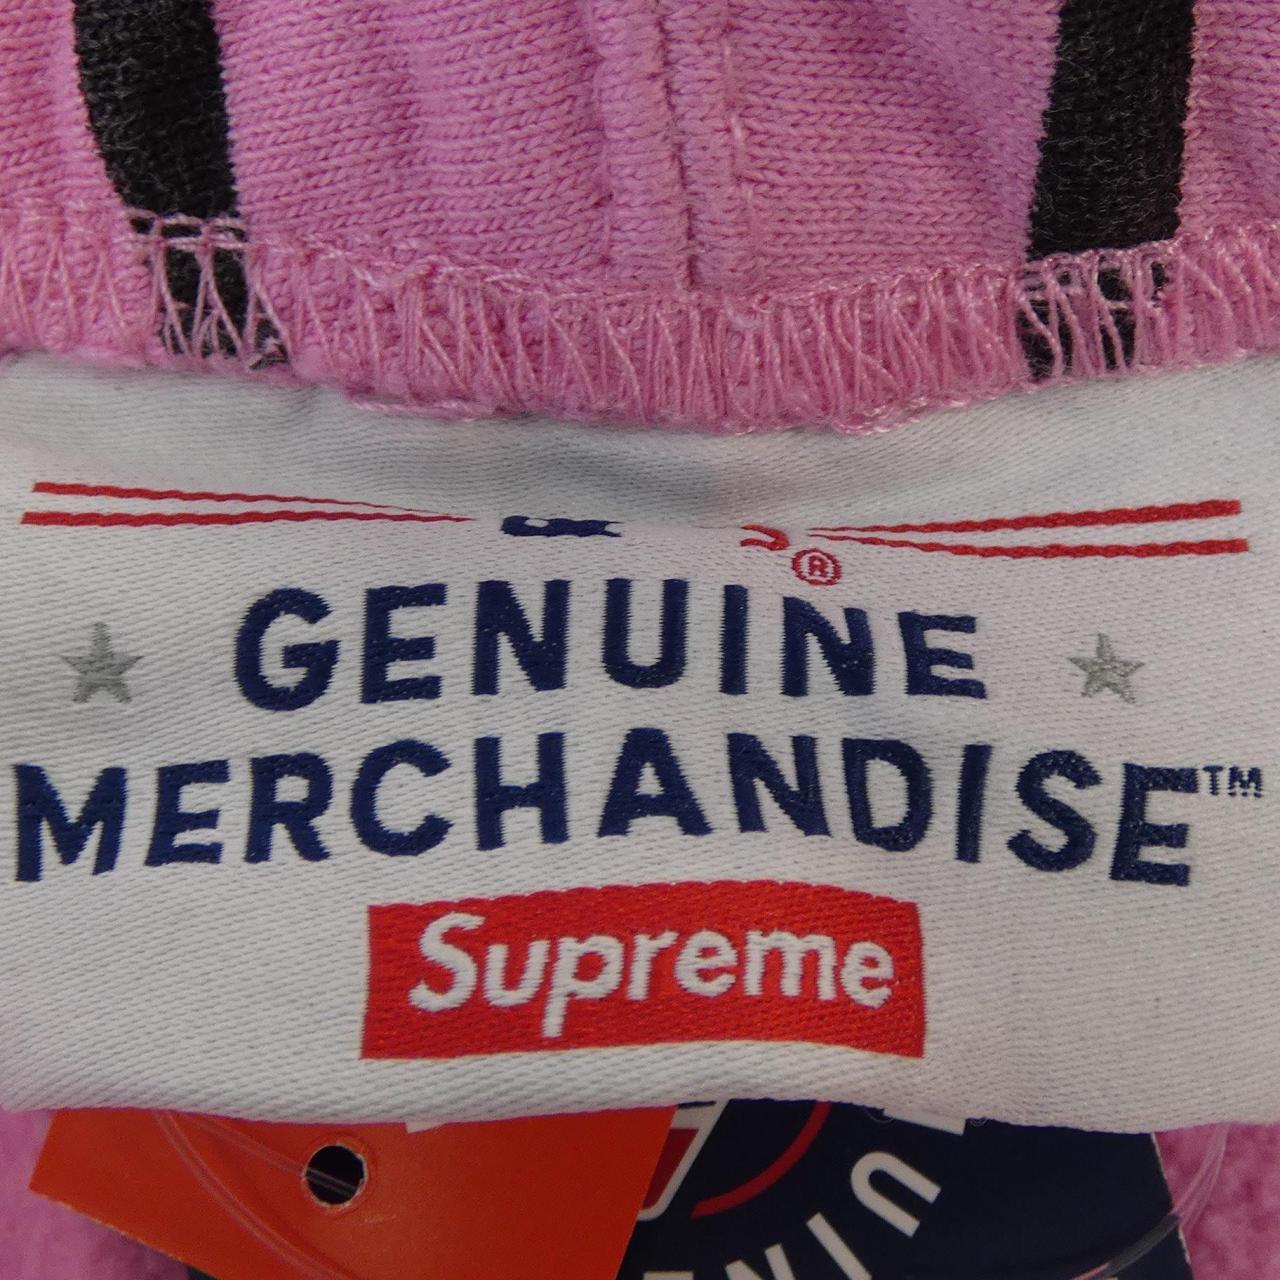 ®
GENUINE
MERCHANDISE™
Supreme